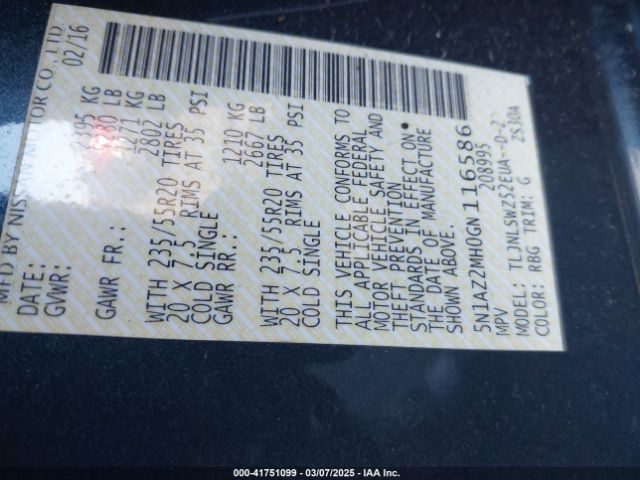 MFD BY NISSAN MOTOR CO., LTD.
DATE: 02/16
GVWR: 2395 KG
5280 LB
GAWR FR.: 1271 KG
2802 LB
WITH 235/55R20 TIRES
20 X 7.5 RIMS AT 35 PSI
COLD SINGLE
GAWR RR.: 1210 KG
2667 LB
WITH 235/55R20 TIRES
20 X 7.5 RIMS AT 35 PSI
COLD SINGLE
THIS VEHICLE CONFORMS TO
ALL APPLICABLE FEDERAL
MOTOR VEHICLE SAFETY AND
THEFT PREVENTION
STANDARDS IN EFFECT ON
THE DATE OF MANUFACTURE
SHOWN ABOVE.
5N1AZ2MH0GN116586
MPV 208995
MODEL: TLJNLSWZ52EUA--D-2
COLOR: RBG TRIM: G 2S30A
000-41751099 - 03/07/2025 - IAA Inc.